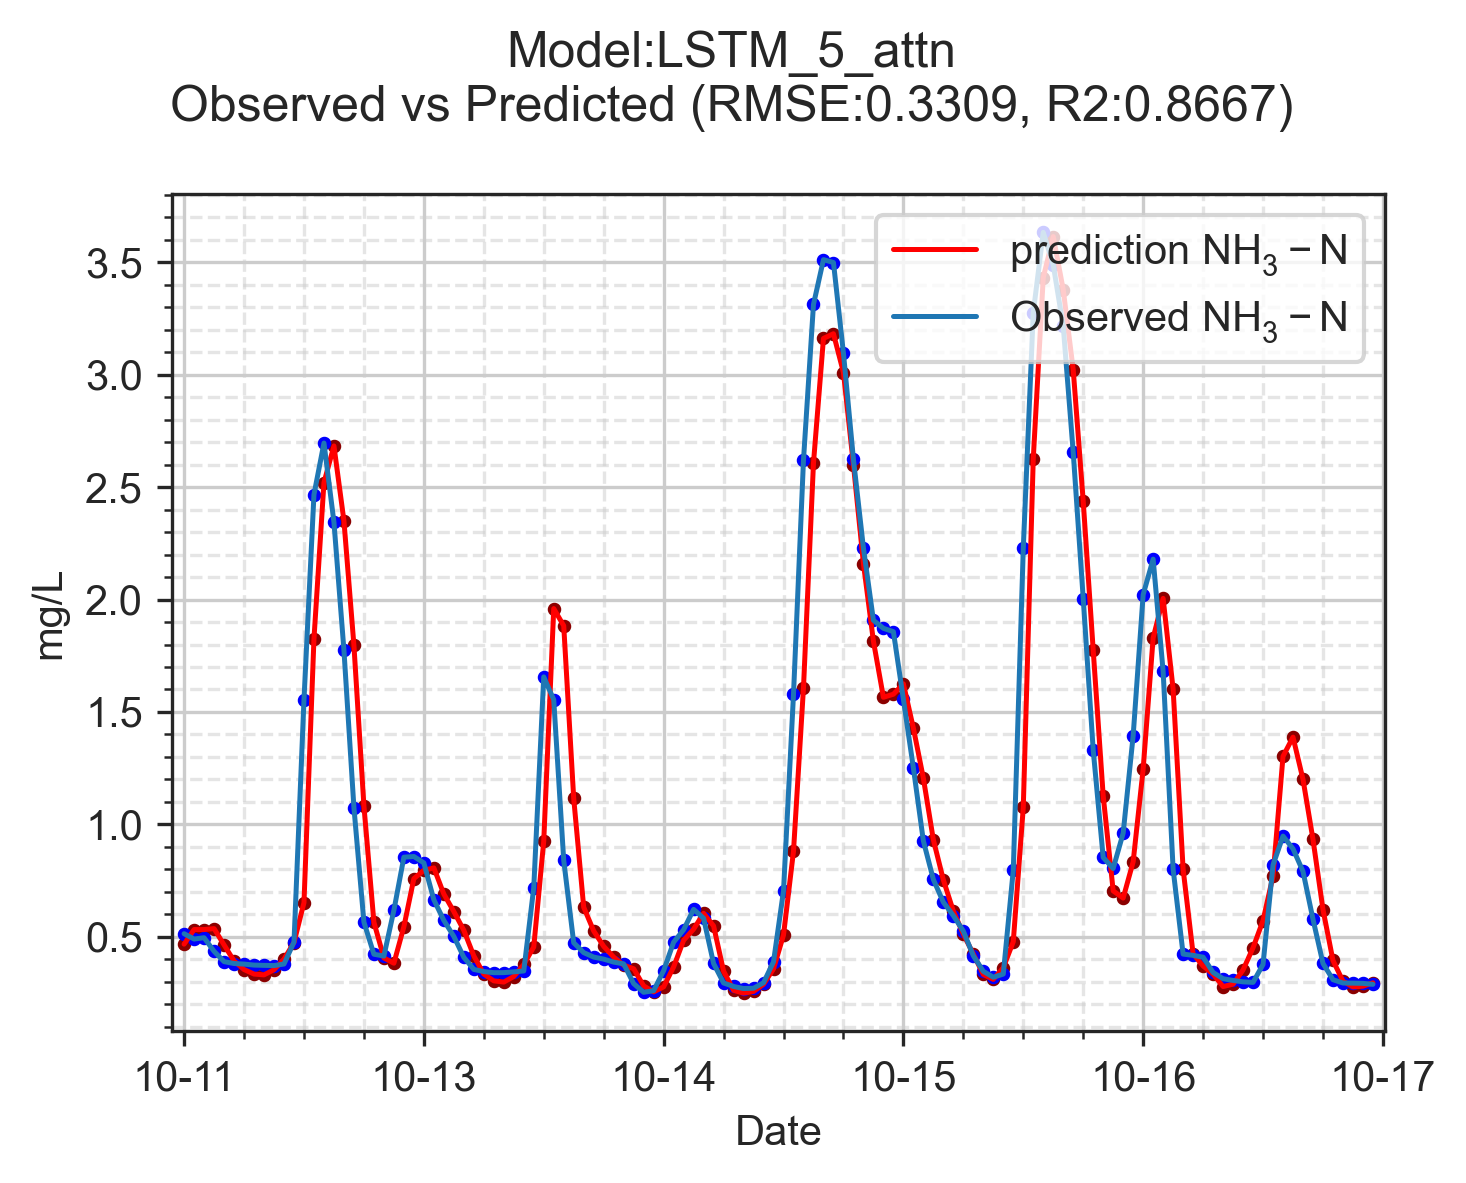 Model:LSTM_5_attn
Observed vs Predicted (RMSE:0.3309, R2:0.8667)
prediction NH₃ − N
Observed NH₃ − N
3.5
3.0
2.5
2.0
1.5
1.0
0.5
mg/L
10-11 10-13 10-14 10-15 10-16 10-17
Date